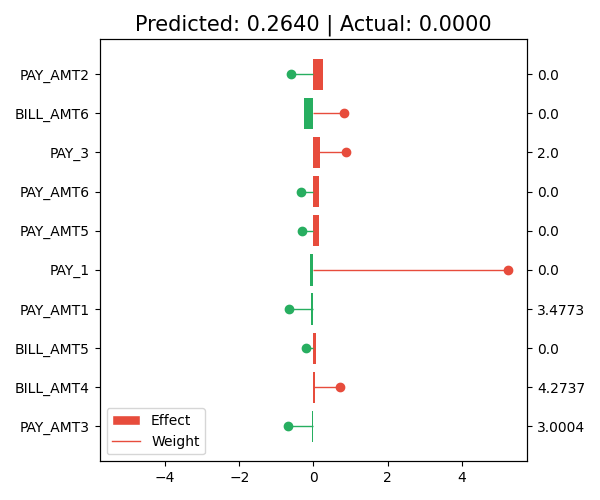 Predicted: 0.2640 | Actual: 0.0000
PAY_AMT2 0.0
BILL_AMT6 0.0
PAY_3 2.0
PAY_AMT6 0.0
PAY_AMT5 0.0
PAY_1 0.0
PAY_AMT1 3.4773
BILL_AMT5 0.0
BILL_AMT4 4.2737
PAY_AMT3 3.0004
Effect
Weight
−4 −2 0 2 4